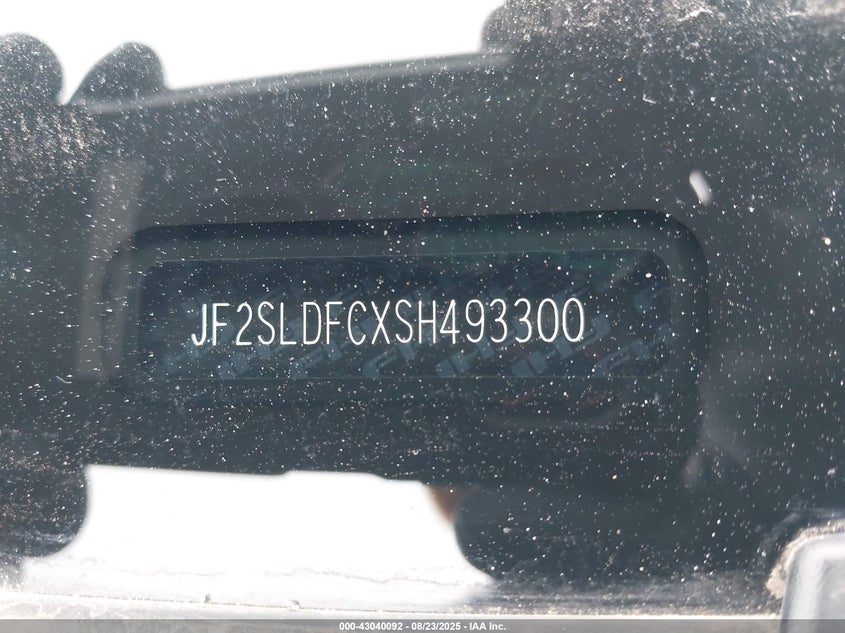 JF2SLDFCXSH493300
000-43040092 - 08/23/2025 - IAA Inc.